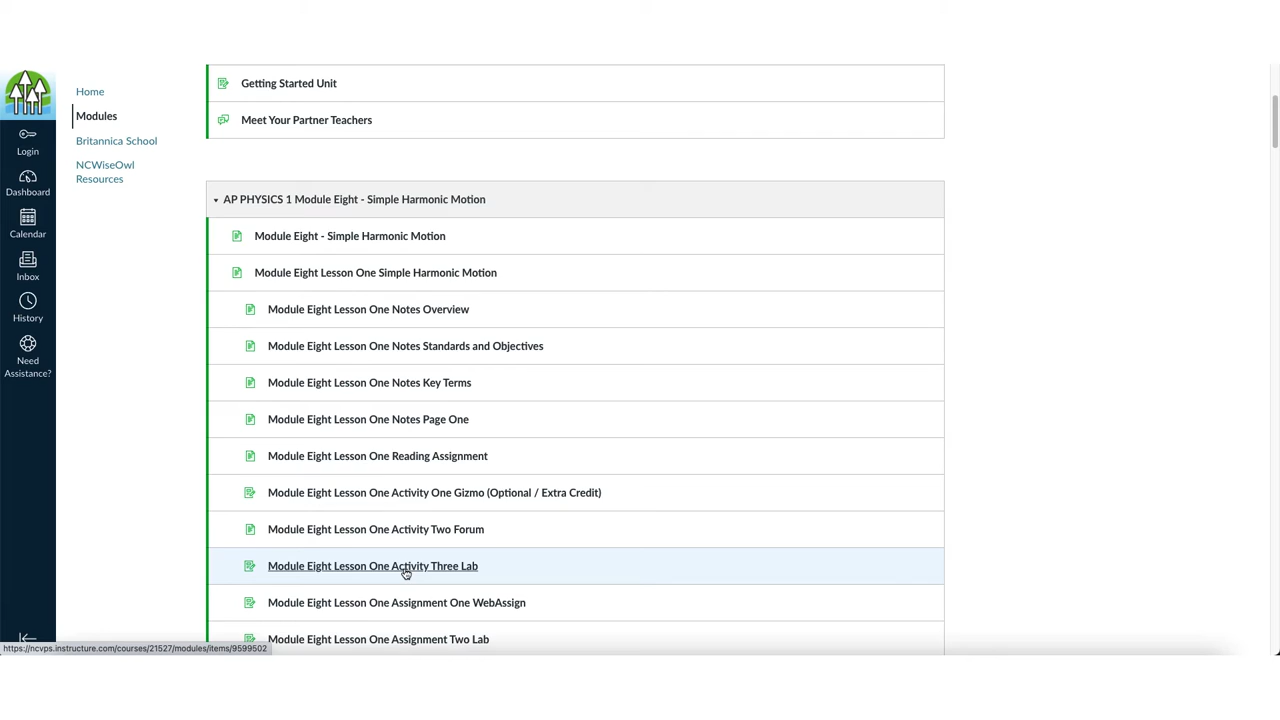 Getting Started Unit
Meet Your Partner Teachers
Home
Modules
Britannica School
NCWiseOwl
Resources
Login
Dashboard
Calendar
Inbox
History
Need
Assistance?
AP PHYSICS 1 Module Eight - Simple Harmonic Motion
Module Eight - Simple Harmonic Motion
Module Eight Lesson One Simple Harmonic Motion
Module Eight Lesson One Notes Overview
Module Eight Lesson One Notes Standards and Objectives
Module Eight Lesson One Notes Key Terms
Module Eight Lesson One Notes Page One
Module Eight Lesson One Reading Assignment
Module Eight Lesson One Activity One Gizmo (Optional / Extra Credit)
Module Eight Lesson One Activity Two Forum
Module Eight Lesson One Activity Three Lab
Module Eight Lesson One Assignment One WebAssign
Module Eight Lesson One Assignment Two Lab
https://ncvps.instructure.com/courses/21527/modules/items/9599502